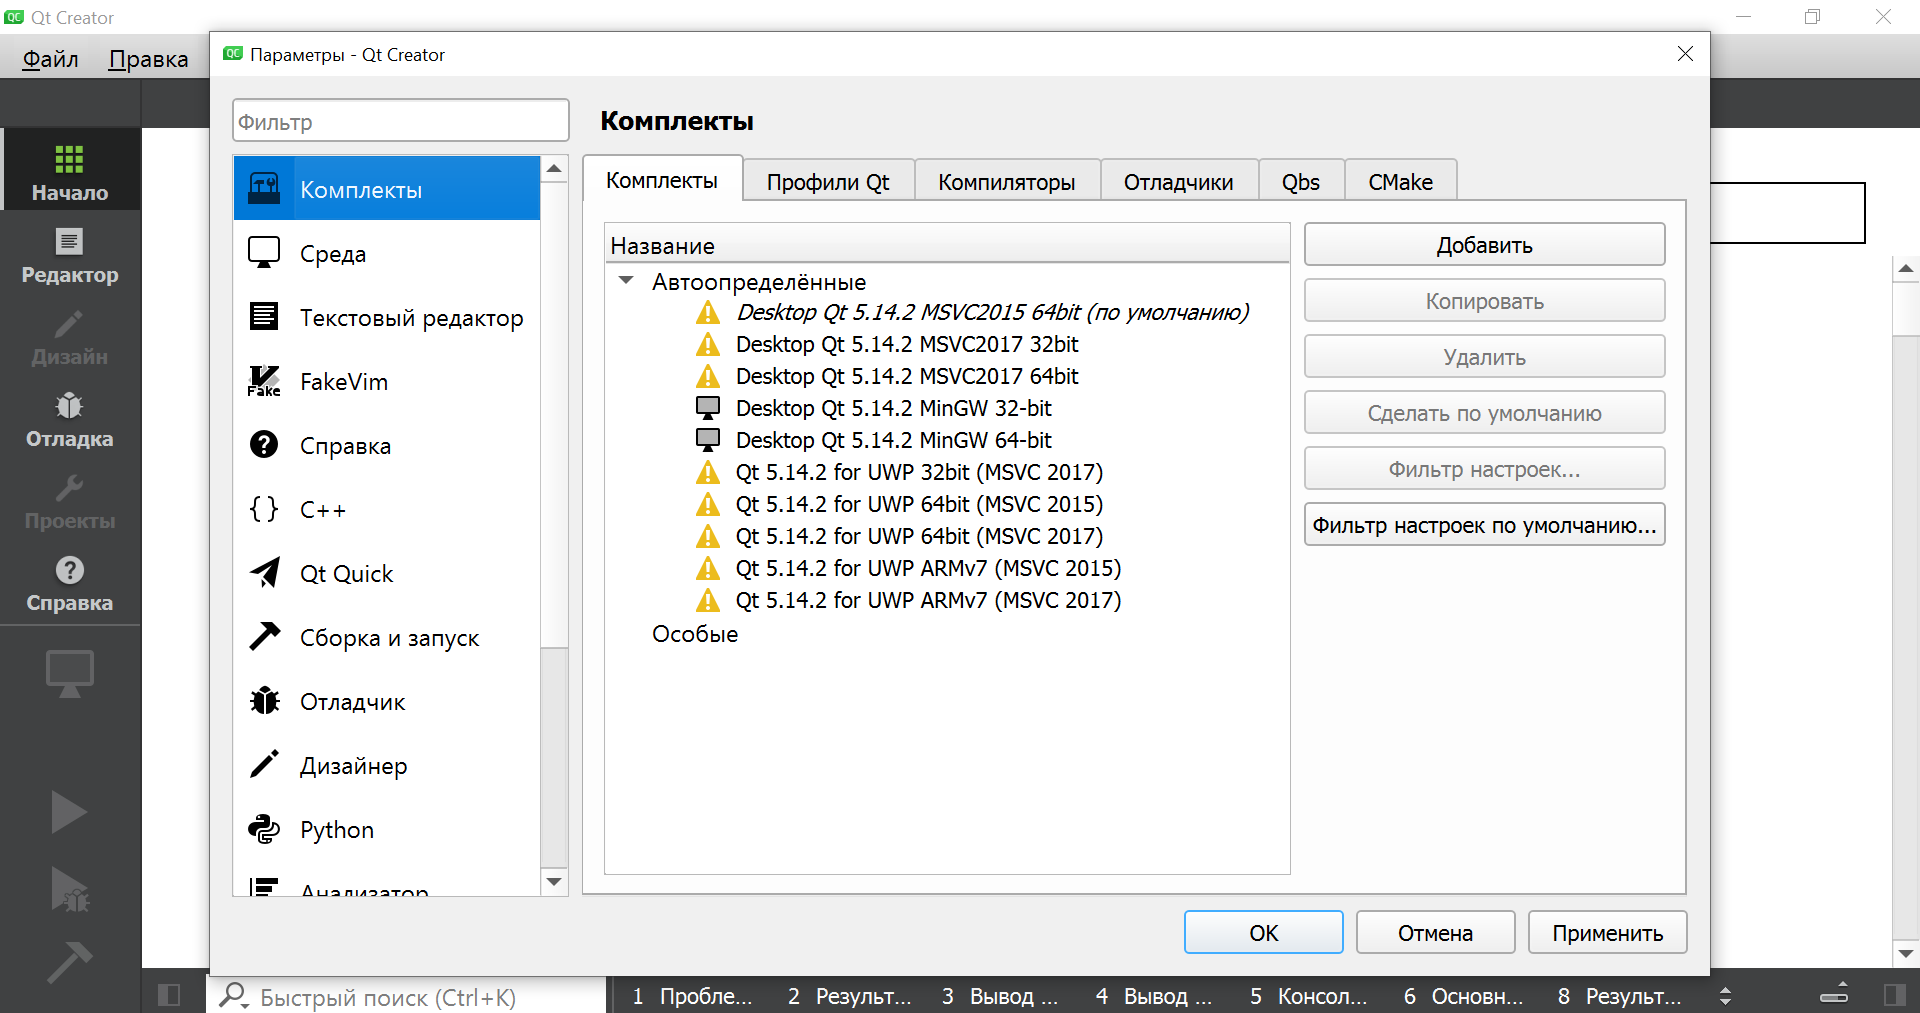 Qt Creator
Файл Правка
Параметры - Qt Creator
Фильтр
Комплекты
Среда
Текстовый редактор
FakeVim
Справка
C++
Qt Quick
Сборка и запуск
Отладчик
Дизайнер
Python
Анализатор
Комплекты
Комплекты Профили Qt Компиляторы Отладчики Qbs CMake
Название
Автоопределённые
Desktop Qt 5.14.2 MSVC2015 64bit (по умолчанию)
Desktop Qt 5.14.2 MSVC2017 32bit
Desktop Qt 5.14.2 MSVC2017 64bit
Desktop Qt 5.14.2 MinGW 32-bit
Desktop Qt 5.14.2 MinGW 64-bit
Qt 5.14.2 for UWP 32bit (MSVC 2017)
Qt 5.14.2 for UWP 64bit (MSVC 2015)
Qt 5.14.2 for UWP 64bit (MSVC 2017)
Qt 5.14.2 for UWP ARMv7 (MSVC 2015)
Qt 5.14.2 for UWP ARMv7 (MSVC 2017)
Особые
Добавить
Копировать
Удалить
Сделать по умолчанию
Фильтр настроек...
Фильтр настроек по умолчанию...
OK Отмена Применить
Начало
Редактор
Дизайн
Отладка
Проекты
Справка
Быстрый поиск (Ctrl+K)
1 Пробле... 2 Результ... 3 Вывод ... 4 Вывод ... 5 Консол... 6 Основн... 8 Результ...